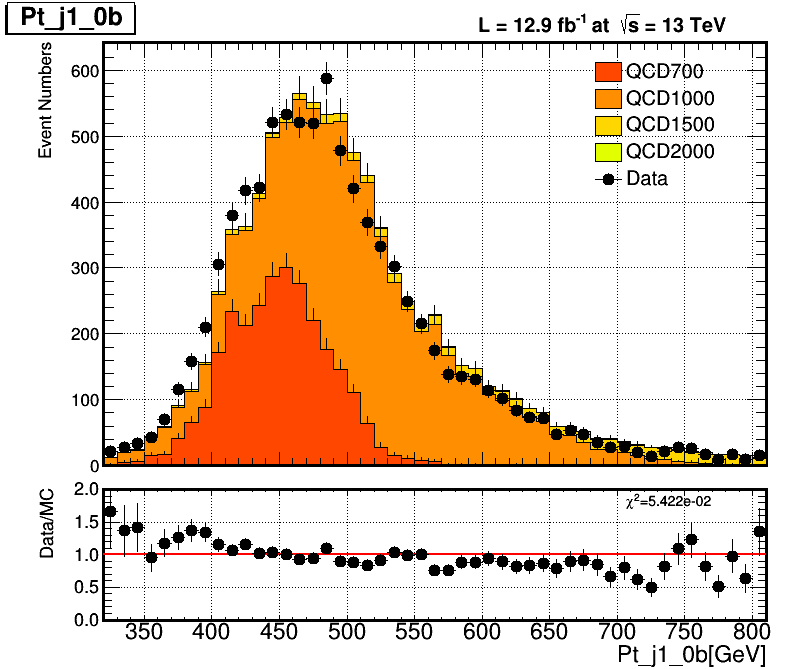 Pt_j1_0b
L = 12.9 fb⁻¹ at √s = 13 TeV
Event Numbers
600
500
400
300
200
100
0
QCD700
QCD1000
QCD1500
QCD2000
Data
Data/MC
2.0
1.5
1.0
0.5
0.0
χ²=5.422e-02
350 400 450 500 550 600 650 700 750 800
Pt_j1_0b[GeV]